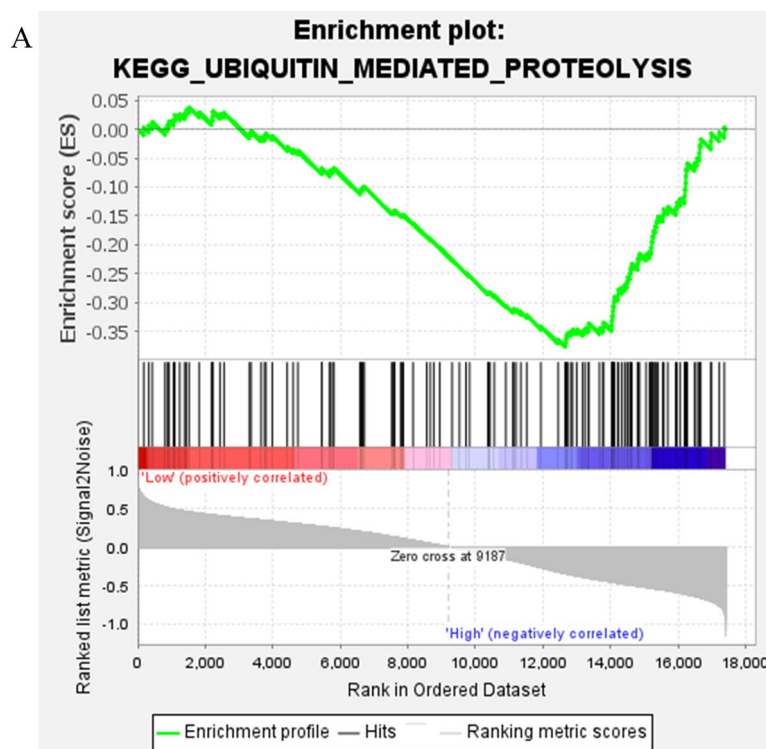 A
Enrichment plot:
KEGG_UBIQUITIN_MEDIATED_PROTEOLYSIS
Enrichment score (ES)
0.05
0.00
-0.05
-0.10
-0.15
-0.20
-0.25
-0.30
-0.35
Ranked list metric (Signal2Noise)
1.0
0.5
0.0
-0.5
-1.0
'Low' (positively correlated)
Zero cross at 9187
'High' (negatively correlated)
0 2,000 4,000 6,000 8,000 10,000 12,000 14,000 16,000 18,000
Rank in Ordered Dataset
Enrichment profile Hits Ranking metric scores